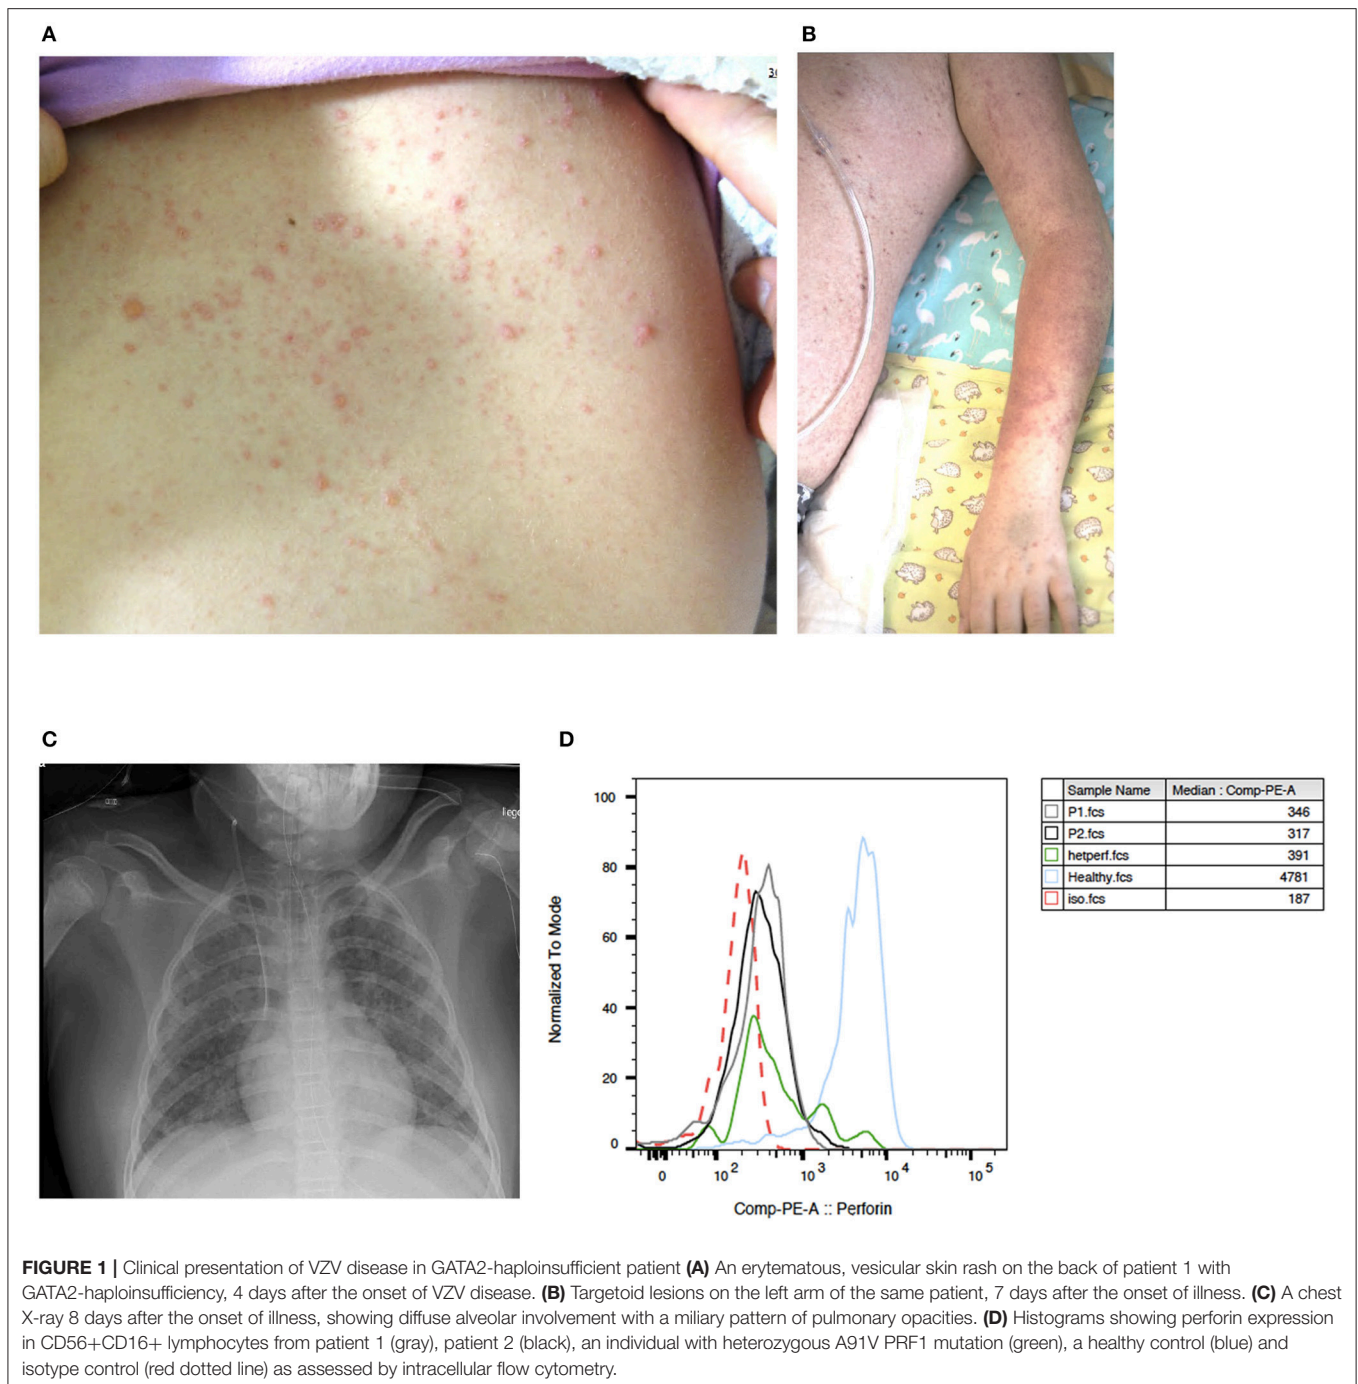 A
B
3
C
D
liege
100
80
60
40
20
0
Normalized To Mode
0 10² 10³ 10⁴ 10⁵
Comp-PE-A :: Perforin
Sample Name Median : Comp-PE-A
P1.fcs 346
P2.fcs 317
hetperf.fcs 391
Healthy.fcs 4781
iso.fcs 187
FIGURE 1 | Clinical presentation of VZV disease in GATA2-haploinsufficient patient (A) An erytematous, vesicular skin rash on the back of patient 1 with
GATA2-haploinsufficiency, 4 days after the onset of VZV disease. (B) Targetoid lesions on the left arm of the same patient, 7 days after the onset of illness. (C) A chest
X-ray 8 days after the onset of illness, showing diffuse alveolar involvement with a miliary pattern of pulmonary opacities. (D) Histograms showing perforin expression
in CD56+CD16+ lymphocytes from patient 1 (gray), patient 2 (black), an individual with heterozygous A91V PRF1 mutation (green), a healthy control (blue) and
isotype control (red dotted line) as assessed by intracellular flow cytometry.